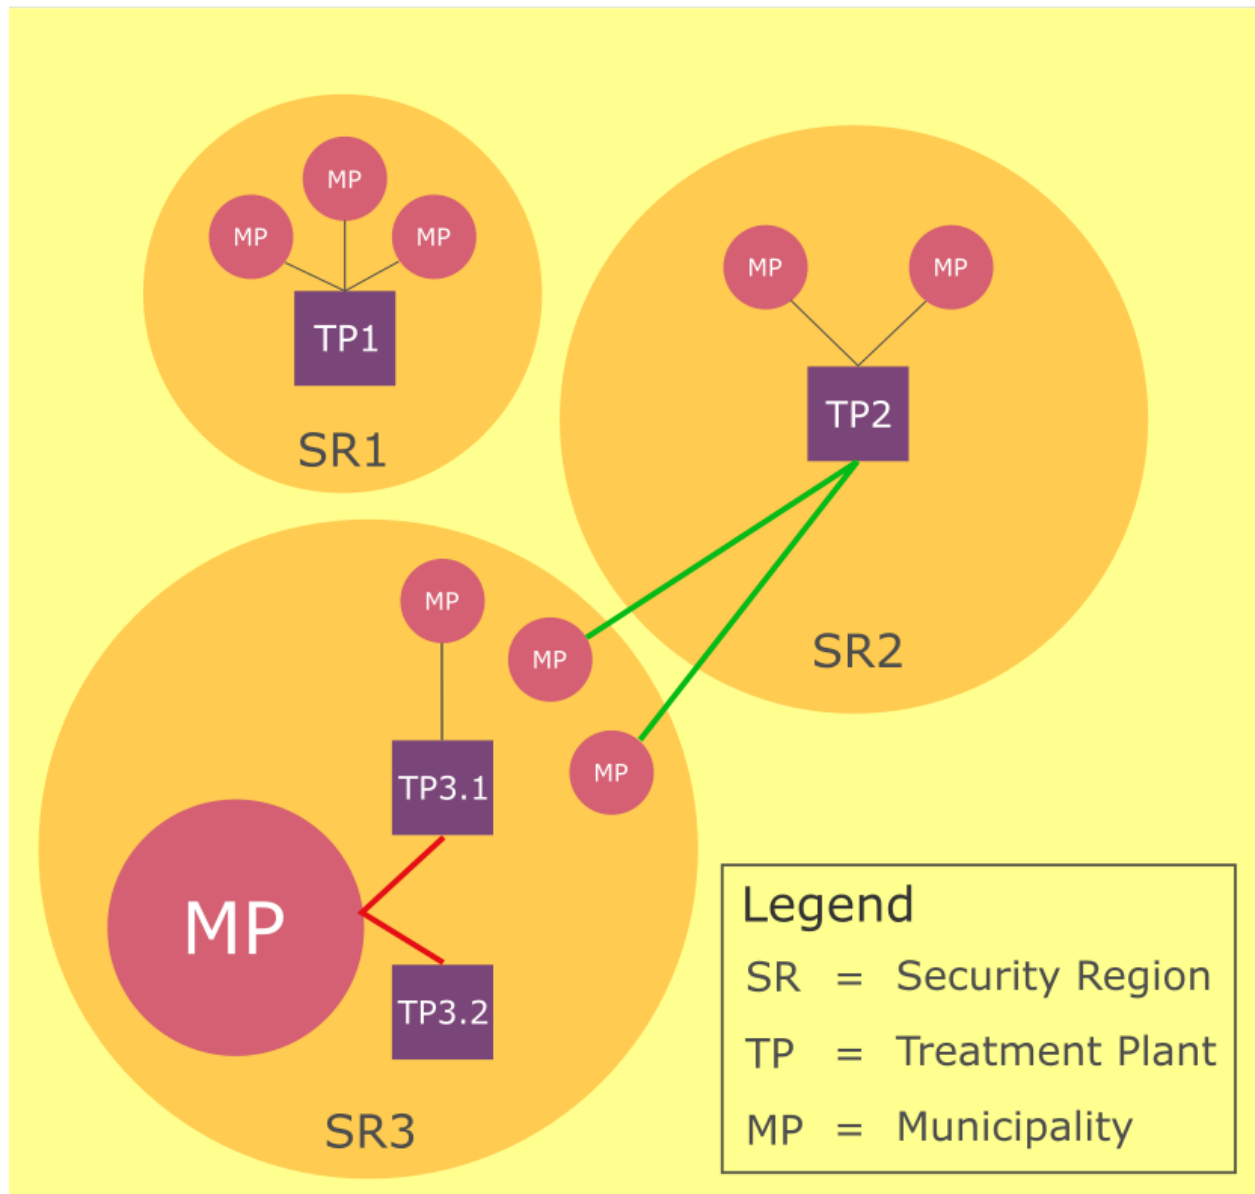 MP
MP
MP
TP1
SR1
MP
MP
TP2
SR2
MP
MP
MP
TP3.1
MP
TP3.2
SR3
Legend
SR = Security Region
TP = Treatment Plant
MP = Municipality